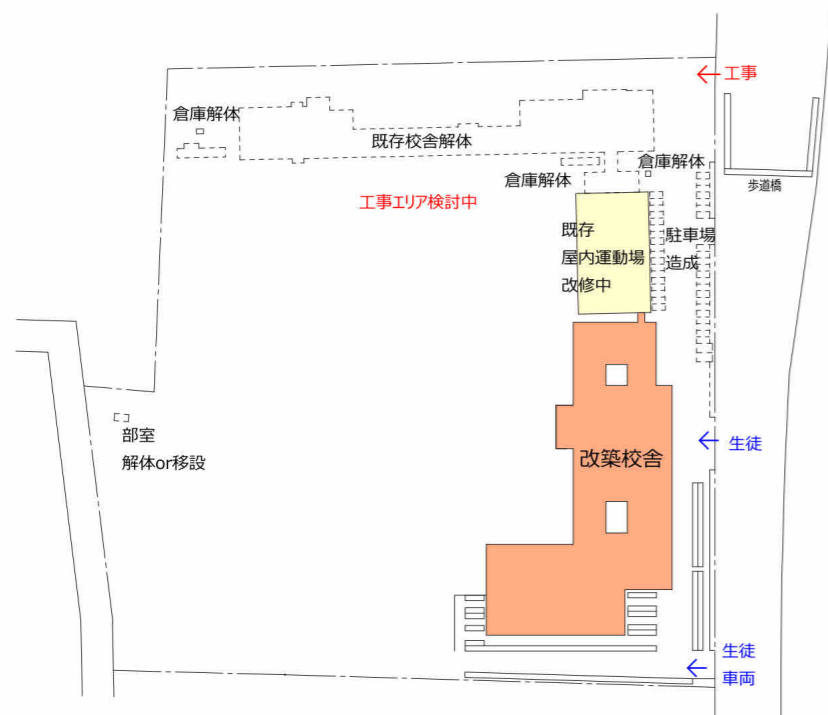 工事
倉庫解体
既存校舎解体
倉庫解体
倉庫解体
歩道橋
工事エリア検討中
既存
屋内運動場
改修中
駐車場
造成
部室
解体or移設
生徒
改築校舎
生徒
車両